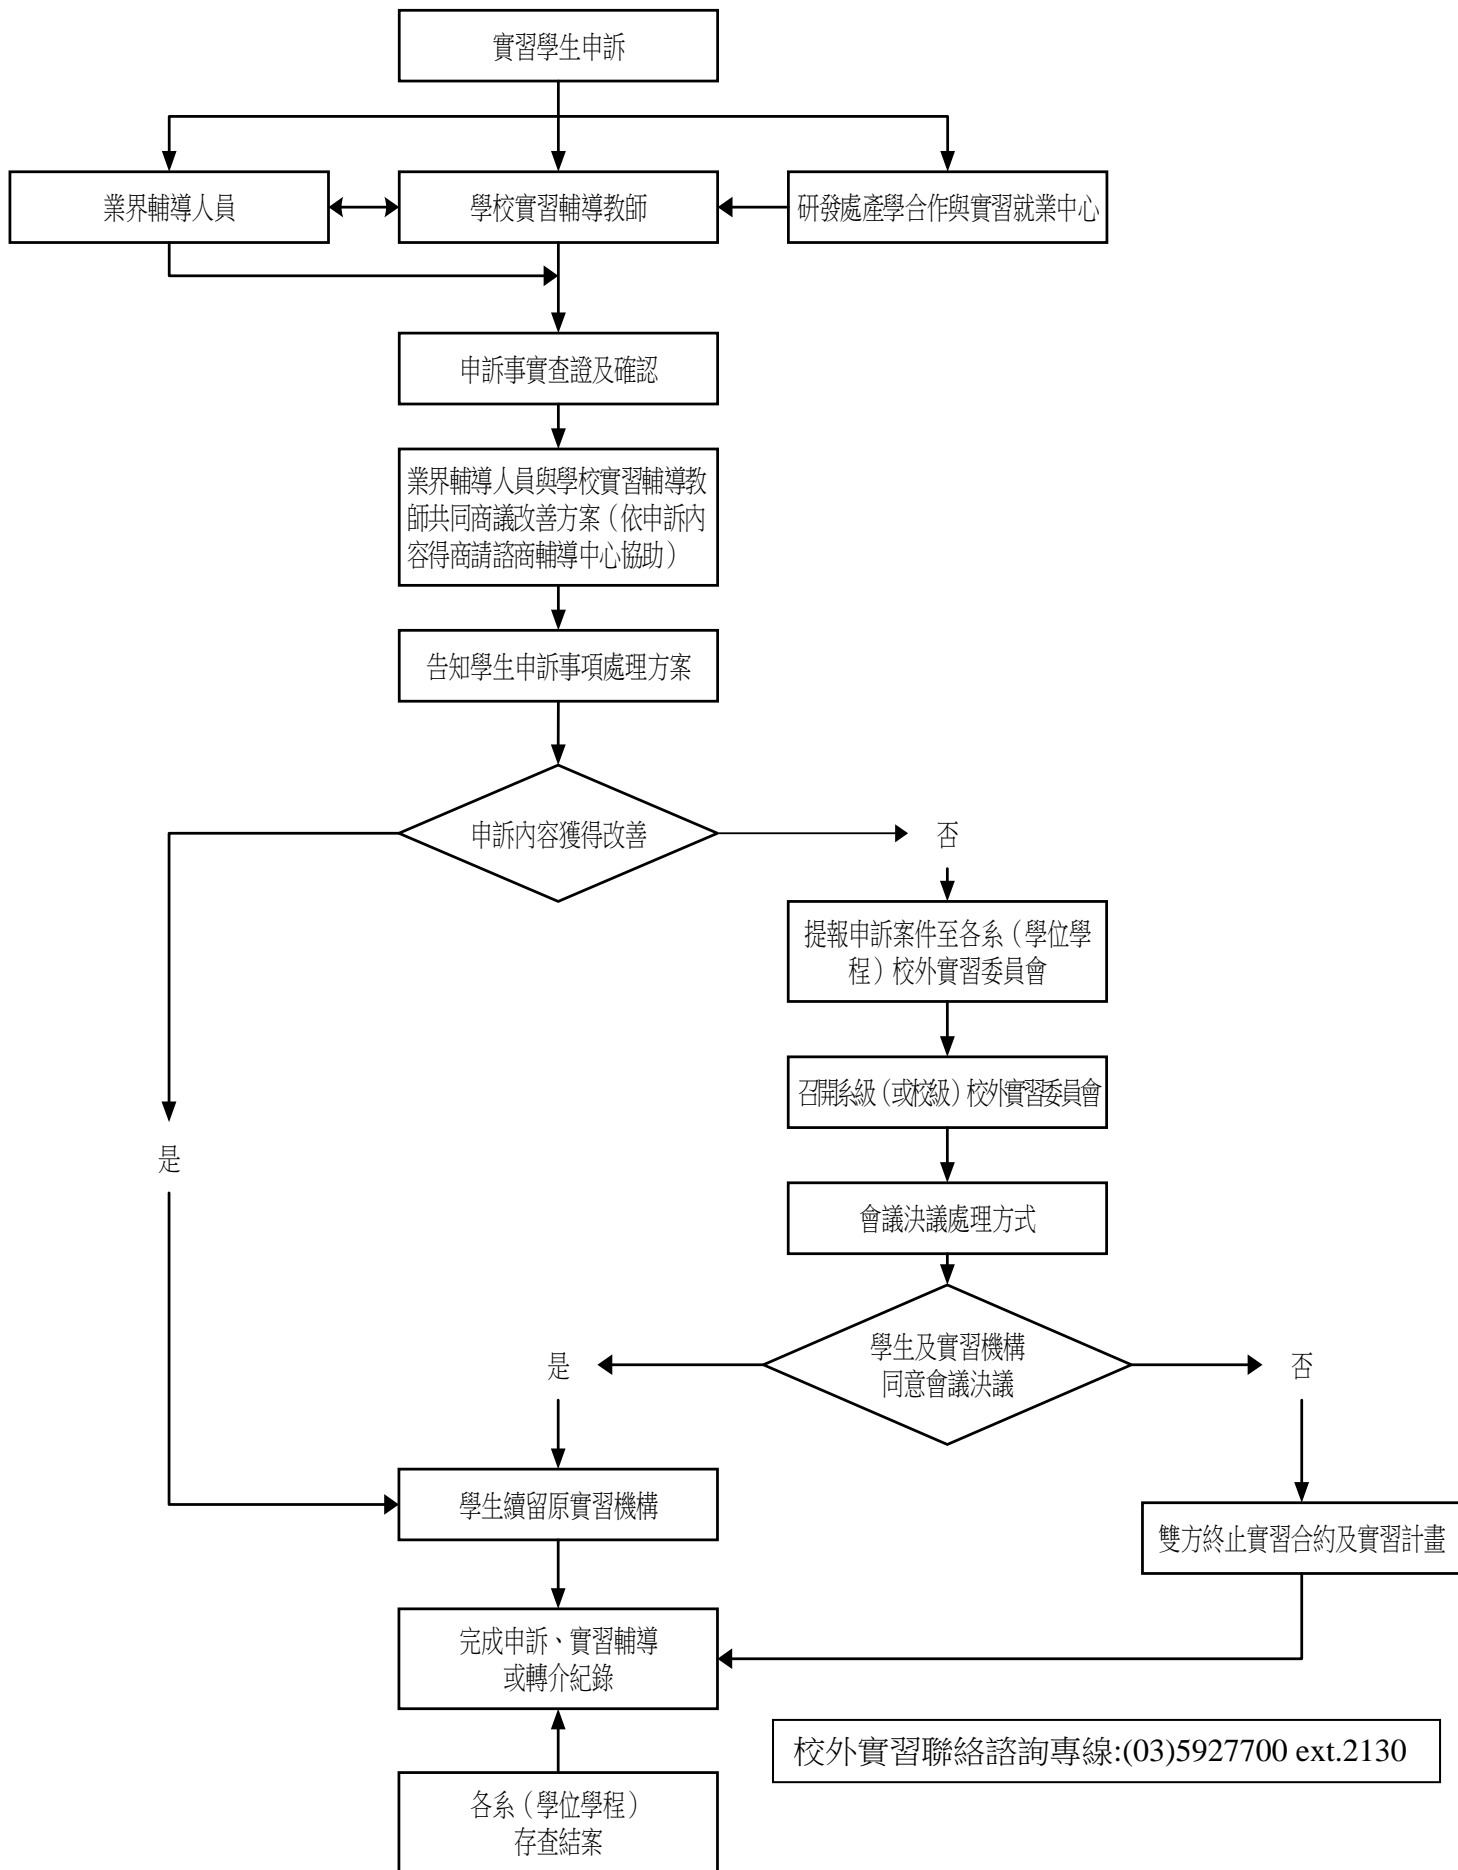 實習學生申訴
業界輔導人員
學校實習輔導教師
研發處產學合作與實習就業中心
申訴事實查證及確認
業界輔導人員與學校實習輔導教
師共同商議改善方案（依申訴內
容得商請諮商輔導中心協助）
告知學生申訴事項處理方案
申訴內容獲得改善
否
提報申訴案件至各系（學位學
程）校外實習委員會
召開系級（或校級）校外實習委員會
是
會議決議處理方式
學生及實習機構
同意會議決議
是
否
學生續留原實習機構
雙方終止實習合約及實習計畫
完成申訴、實習輔導
或轉介紀錄
校外實習聯絡諮詢專線:(03)5927700 ext.2130
各系（學位學程）
存查結案